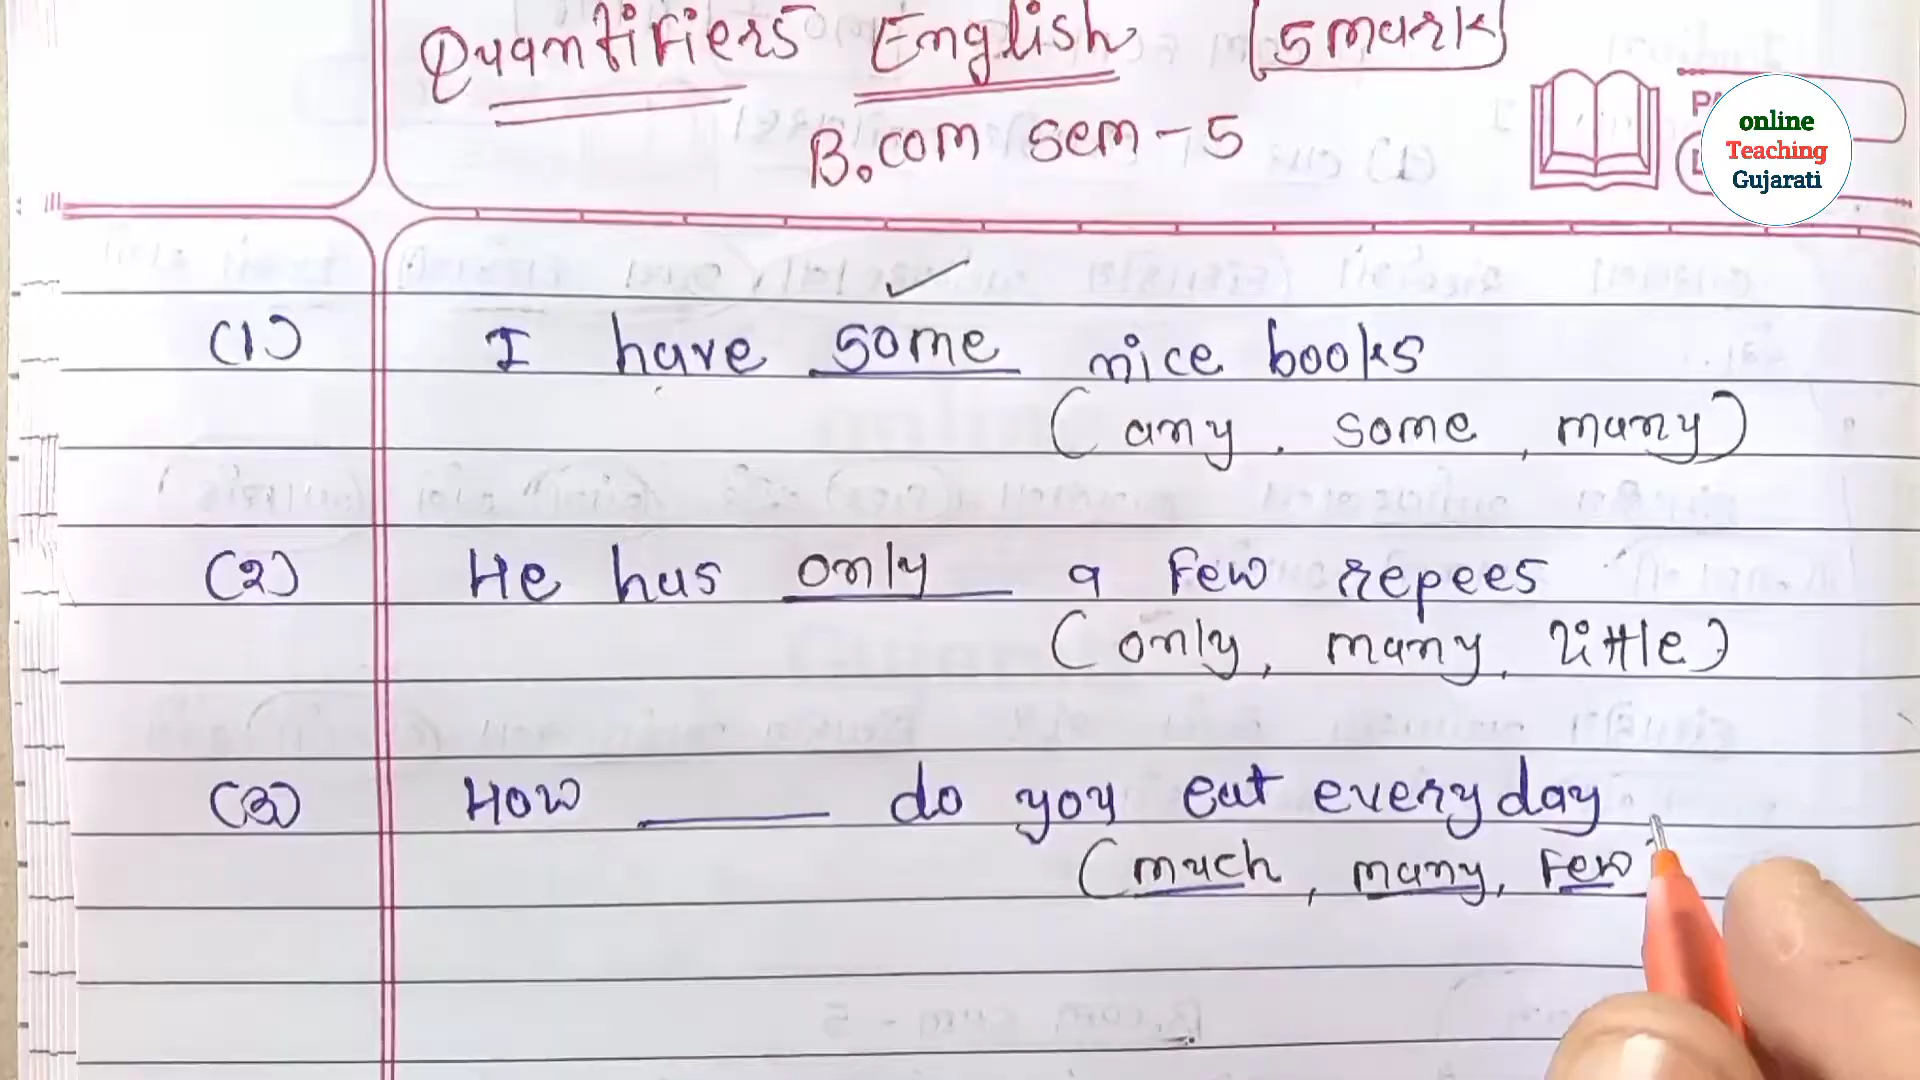 Quantifiers English [5 mark]
B.com sem - 5
online
Teaching
Gujarati
(1) I have some nice books
(any, some, many)
(2) He has only a few repees
(only, many, little)
(3) How ______ do you eat everyday
(much, many, few